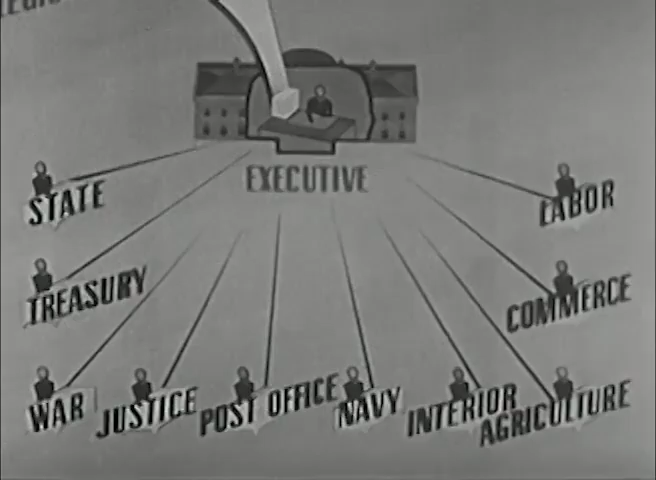 EXECUTIVE
STATE
LABOR
TREASURY
COMMERCE
WAR
JUSTICE
POST OFFICE
NAVY
INTERIOR
AGRICULTURE